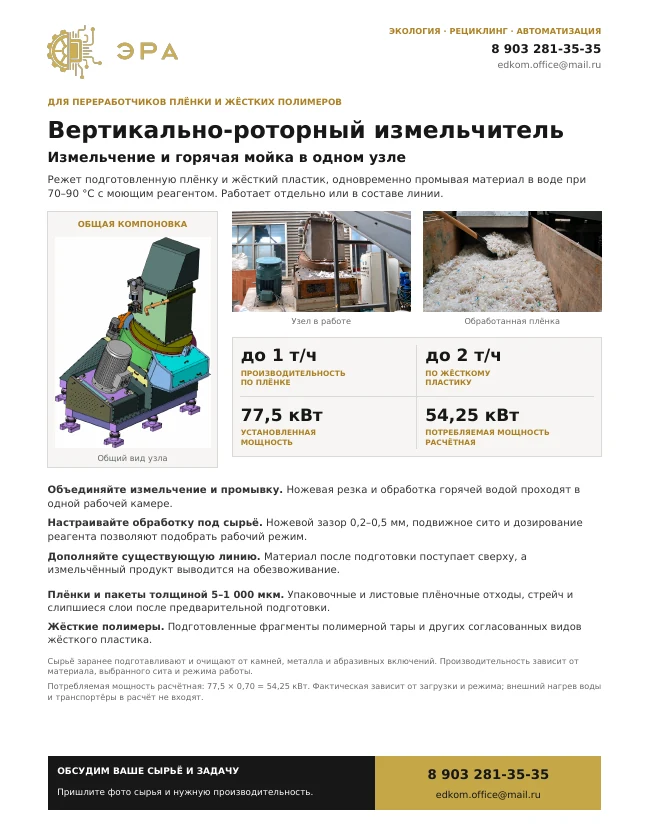 ЭРА
ЭКОЛОГИЯ · РЕЦИКЛИНГ · АВТОМАТИЗАЦИЯ
8 903 281-35-35
edkom.office@mail.ru
ДЛЯ ПЕРЕРАБОТЧИКОВ ПЛЁНКИ И ЖЁСТКИХ ПОЛИМЕРОВ
Вертикально-роторный измельчитель
Измельчение и горячая мойка в одном узле
Режет подготовленную плёнку и жёсткий пластик, одновременно промывая материал в воде при
70–90 °C с моющим реагентом. Работает отдельно или в составе линии.
ОБЩАЯ КОМПОНОВКА
Общий вид узла
Узел в работе
Обработанная плёнка
до 1 т/ч
ПРОИЗВОДИТЕЛЬНОСТЬ
ПО ПЛЁНКЕ
до 2 т/ч
ПО ЖЁСТКОМУ
ПЛАСТИКУ
77,5 кВт
УСТАНОВЛЕННАЯ
МОЩНОСТЬ
54,25 кВт
ПОТРЕБЛЯЕМАЯ МОЩНОСТЬ
РАСЧЁТНАЯ
Объединяйте измельчение и промывку. Ножевая резка и обработка горячей водой проходят в
одной рабочей камере.
Настраивайте обработку под сырьё. Ножевой зазор 0,2–0,5 мм, подвижное сито и дозирование
реагента позволяют подобрать рабочий режим.
Дополняйте существующую линию. Материал после подготовки поступает сверху, а
измельчённый продукт выводится на обезвоживание.
Плёнки и пакеты толщиной 5–1 000 мкм. Упаковочные и листовые плёночные отходы, стрейч и
слипшиеся слои после предварительной подготовки.
Жёсткие полимеры. Подготовленные фрагменты полимерной тары и других согласованных видов
жёсткого пластика.
Сырьё заранее подготавливают и очищают от камней, металла и абразивных включений. Производительность зависит от
материала, выбранного сита и режима работы.
Потребляемая мощность расчётная: 77,5 × 0,70 = 54,25 кВт. Фактическая зависит от загрузки и режима; внешний нагрев воды
и транспортёры в расчёт не входят.
ОБСУДИМ ВАШЕ СЫРЬЁ И ЗАДАЧУ
Пришлите фото сырья и нужную производительность.
8 903 281-35-35
edkom.office@mail.ru